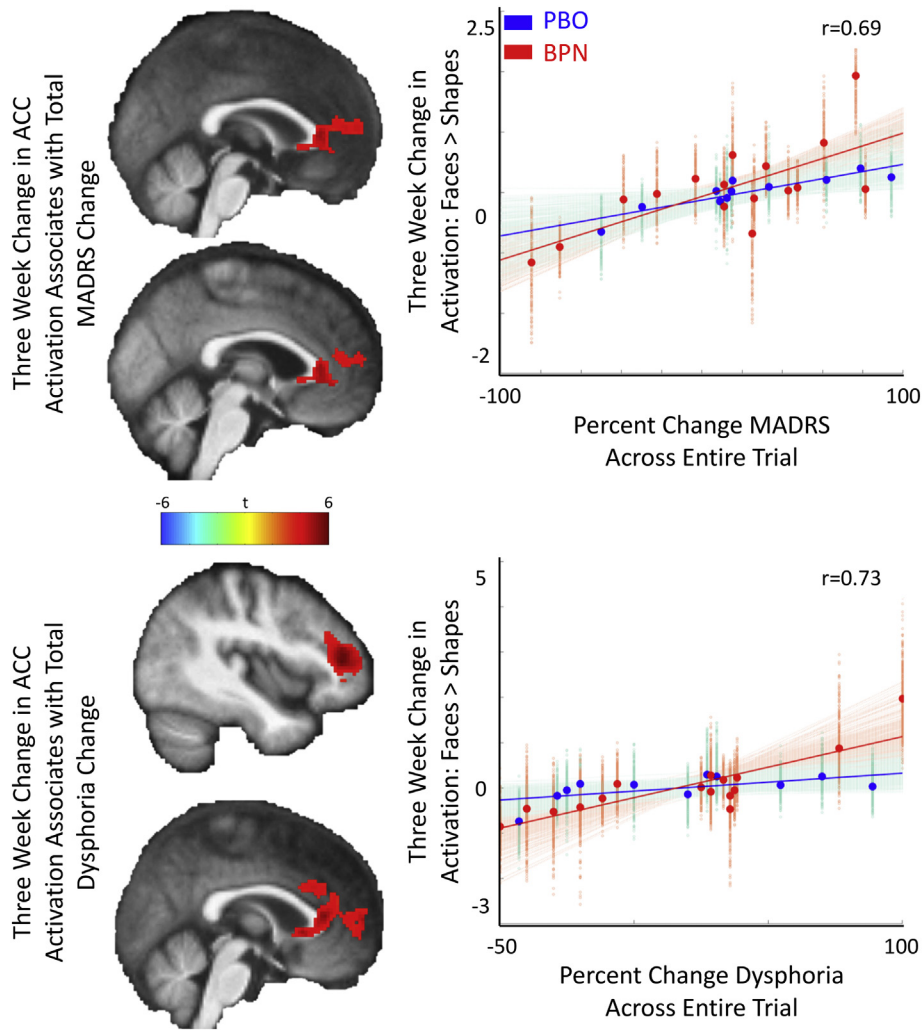 Three Week Change in ACC
Activation Associates with Total
MADRS Change
PBO
BPN
r=0.69
2.5
0
-2
Three Week Change in
Activation: Faces > Shapes
-100
100
Percent Change MADRS
Across Entire Trial
-6
t
6
Three Week Change in ACC
Activation Associates with Total
Dysphoria Change
r=0.73
5
0
-3
Three Week Change in
Activation: Faces > Shapes
-50
100
Percent Change Dysphoria
Across Entire Trial